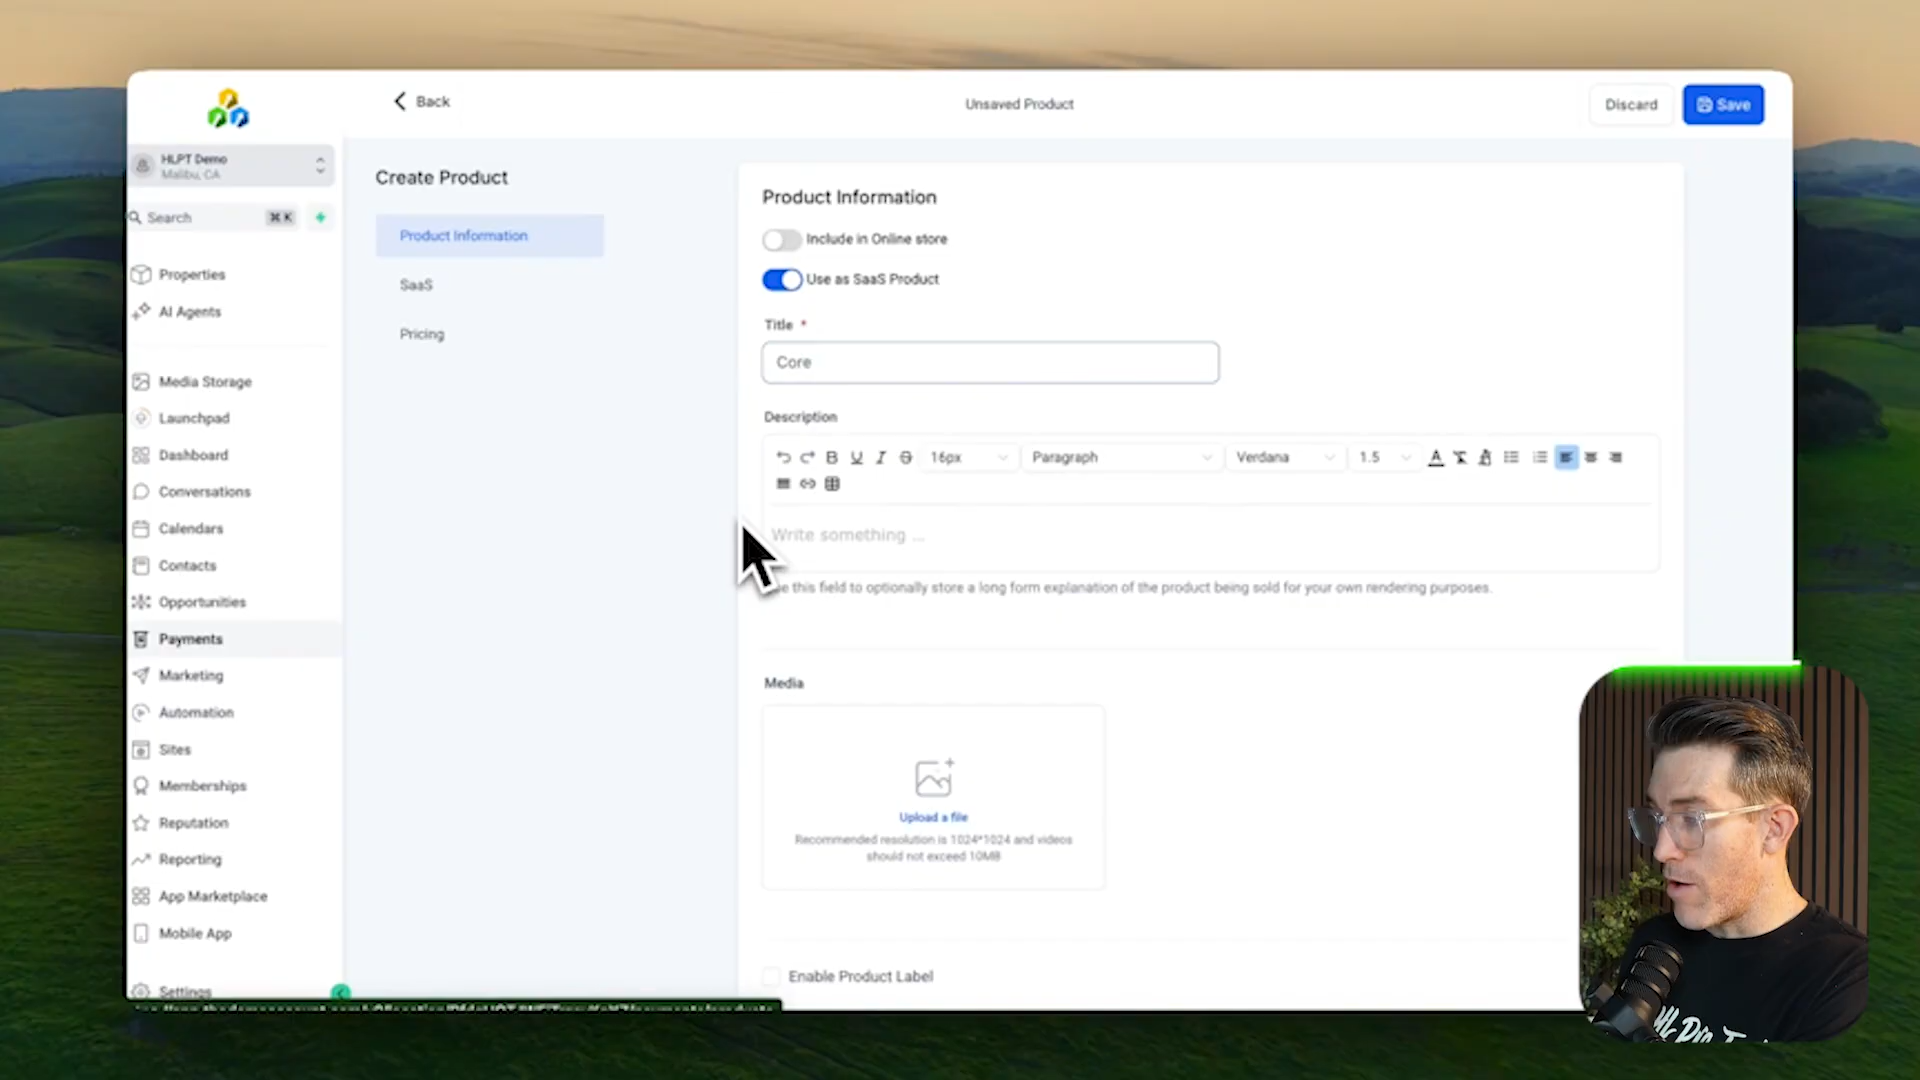 Back
Unsaved Product
Discard
Save
HLPT Demo
Malibu, CA
Search
⌘ K
Properties
AI Agents
Media Storage
Launchpad
Dashboard
Conversations
Calendars
Contacts
Opportunities
Payments
Marketing
Automation
Sites
Memberships
Reputation
Reporting
App Marketplace
Mobile App
Settings
Create Product
Product Information
SaaS
Pricing
Product Information
Include in Online store
Use as SaaS Product
Title *
Core
Description
16px
Paragraph
Verdana
1.5
Write something ...
this field to optionally store a long form explanation of the product being sold for your own rendering purposes.
Media
Upload a file
Recommended resolution is 1024*1024 and videos
should not exceed 10MB
Enable Product Label